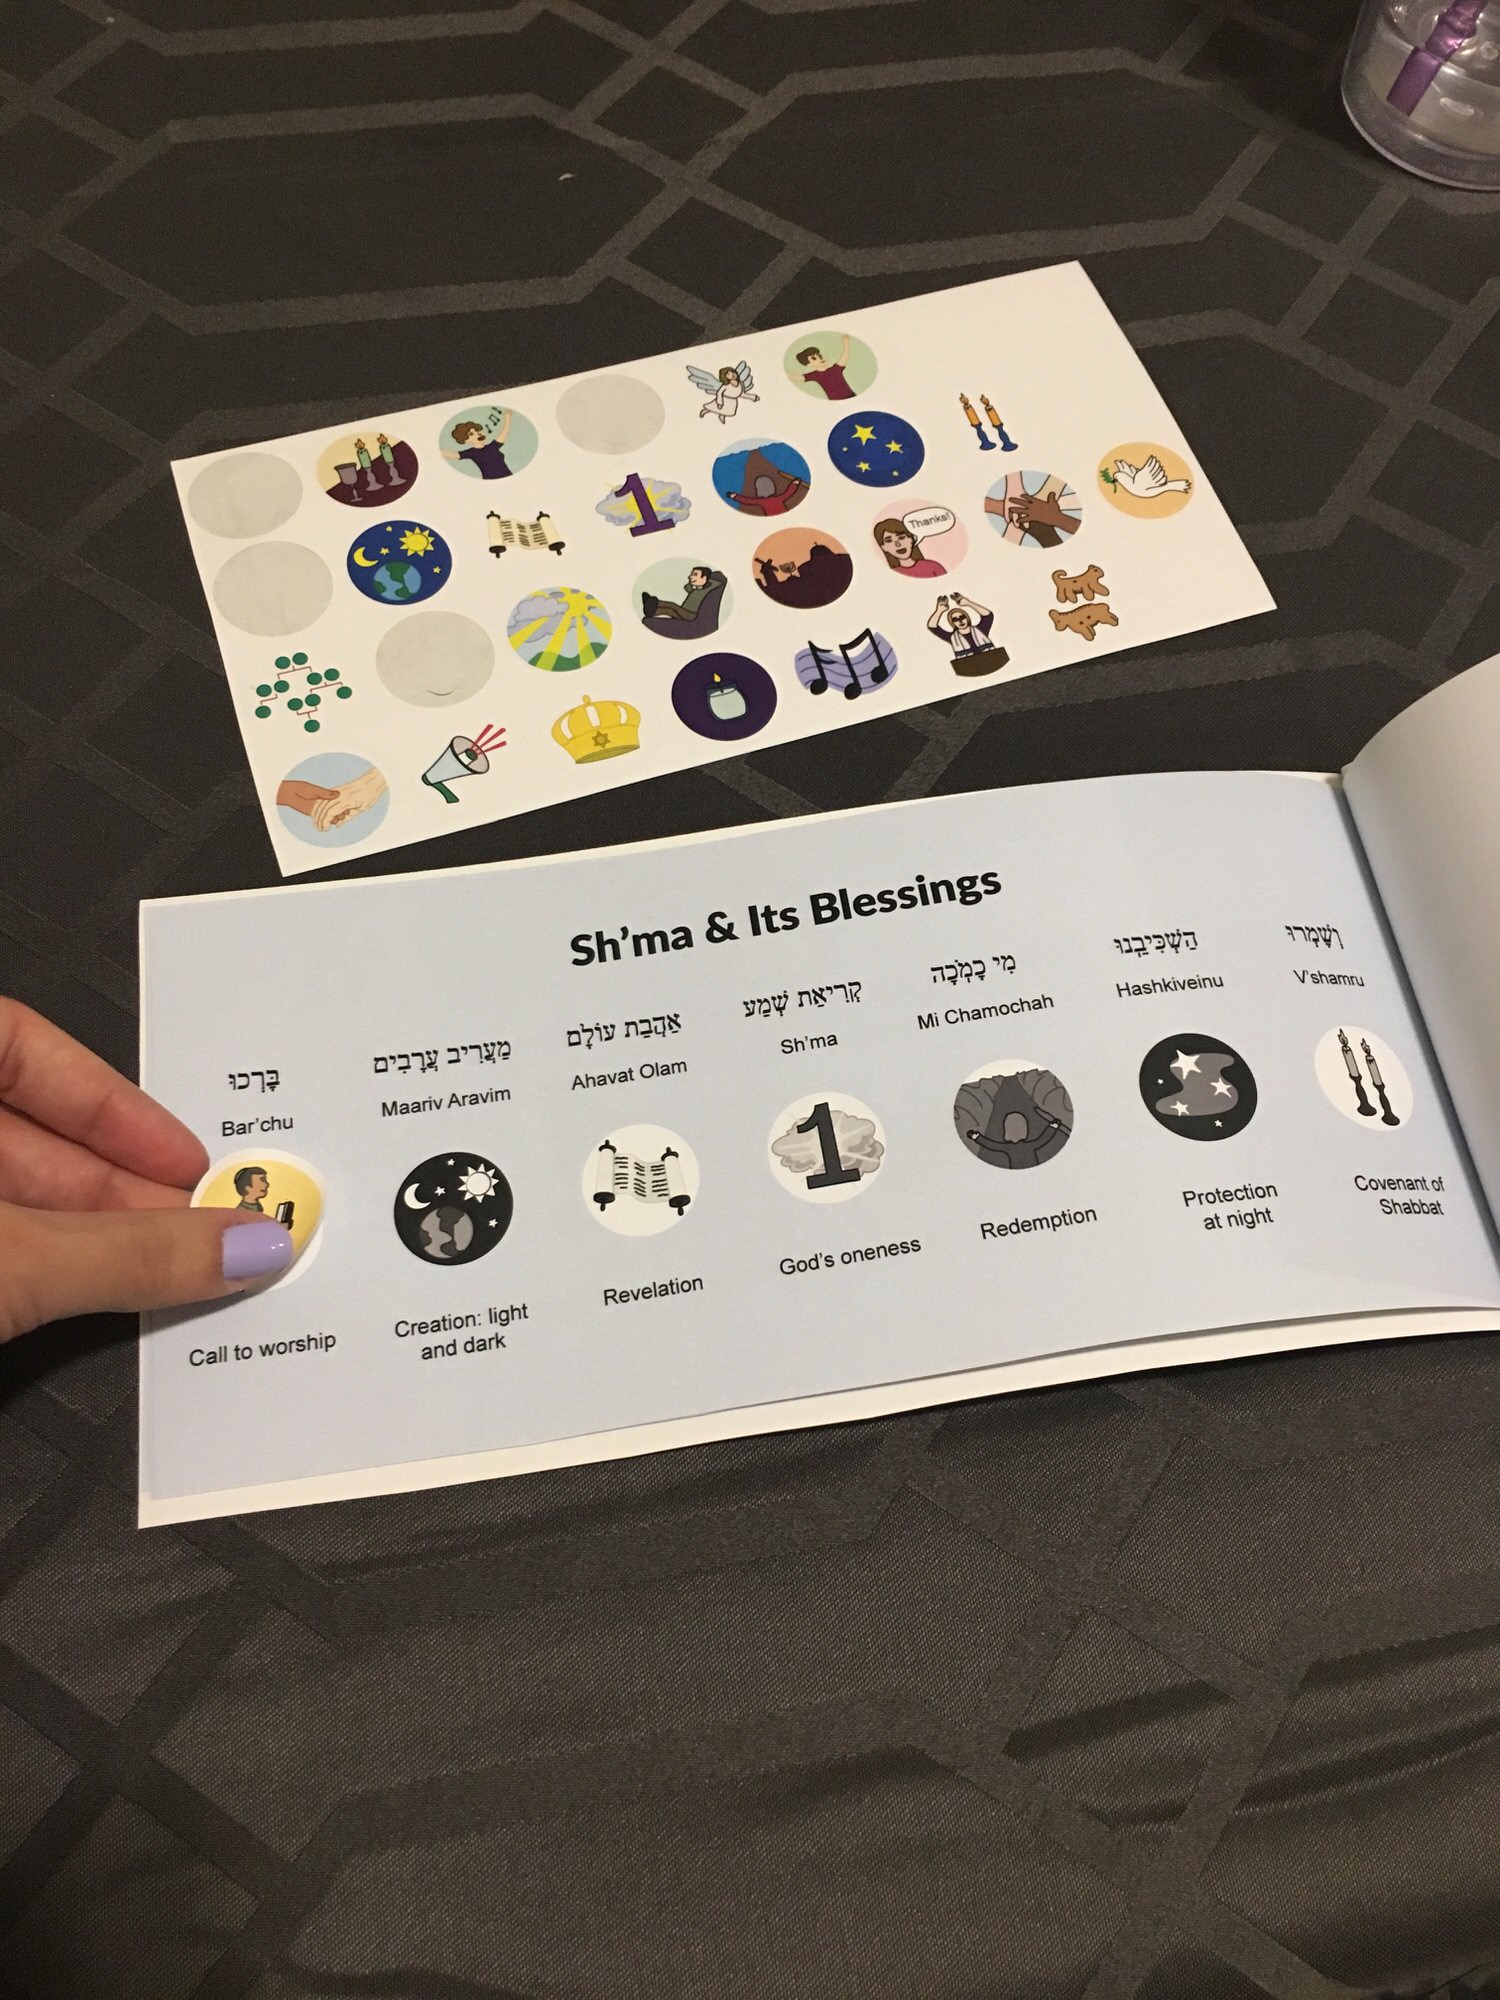 Thanks!
1
Sh'ma & Its Blessings
בָּרְכוּ
Bar'chu
Call to worship
מַעֲרִיב עֲרָבִים
Maariv Aravim
Creation: light
and dark
אַהֲבַת עוֹלָם
Ahavat Olam
Revelation
קְרִיאַת שְׁמַע
Sh'ma
1
God's oneness
מִי כָמֹכָה
Mi Chamochah
Redemption
הַשְׁכִּיבֵנוּ
Hashkiveinu
Protection
at night
וְשָׁמְרוּ
V'shamru
Covenant of
Shabbat